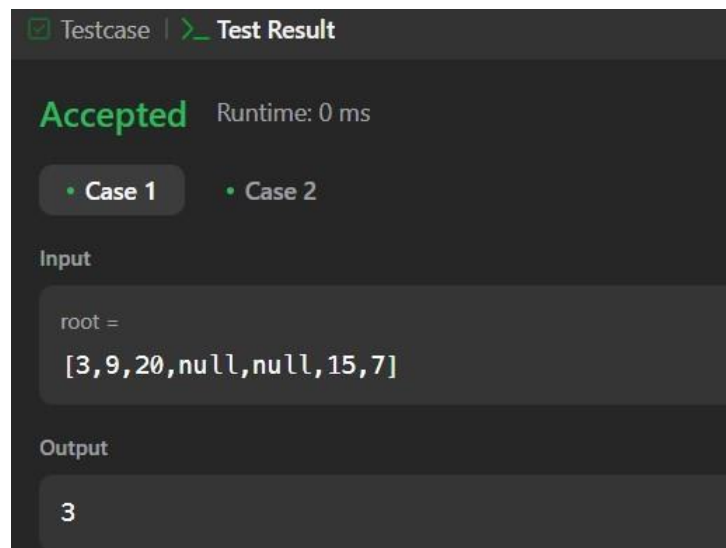 Testcase | >_ Test Result
Accepted Runtime: 0 ms
• Case 1 • Case 2
Input
root =
[3,9,20,null,null,15,7]
Output
3